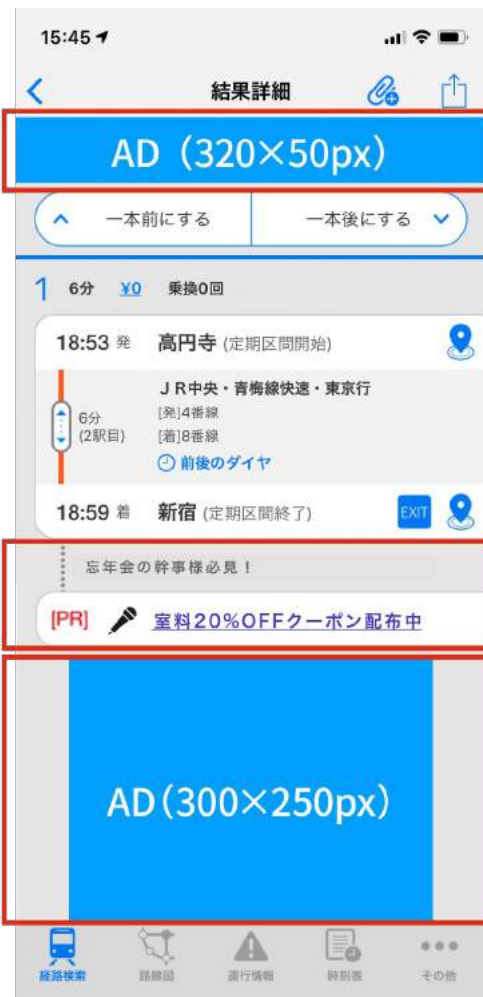 15:45
結果詳細
AD（320×50px）
一本前にする 一本後にする
1 6分 ¥0 乗換0回
18:53 発 高円寺 (定期区間開始)
ＪＲ中央・青梅線快速・東京行
6分 [発]4番線
(2駅目) [着]8番線
前後のダイヤ
18:59 着 新宿 (定期区間終了) EXIT
忘年会の幹事様必見！
[PR] 室料20%OFFクーポン配布中
AD（300×250px）
経路検索 路線図 運行情報 時刻表 その他